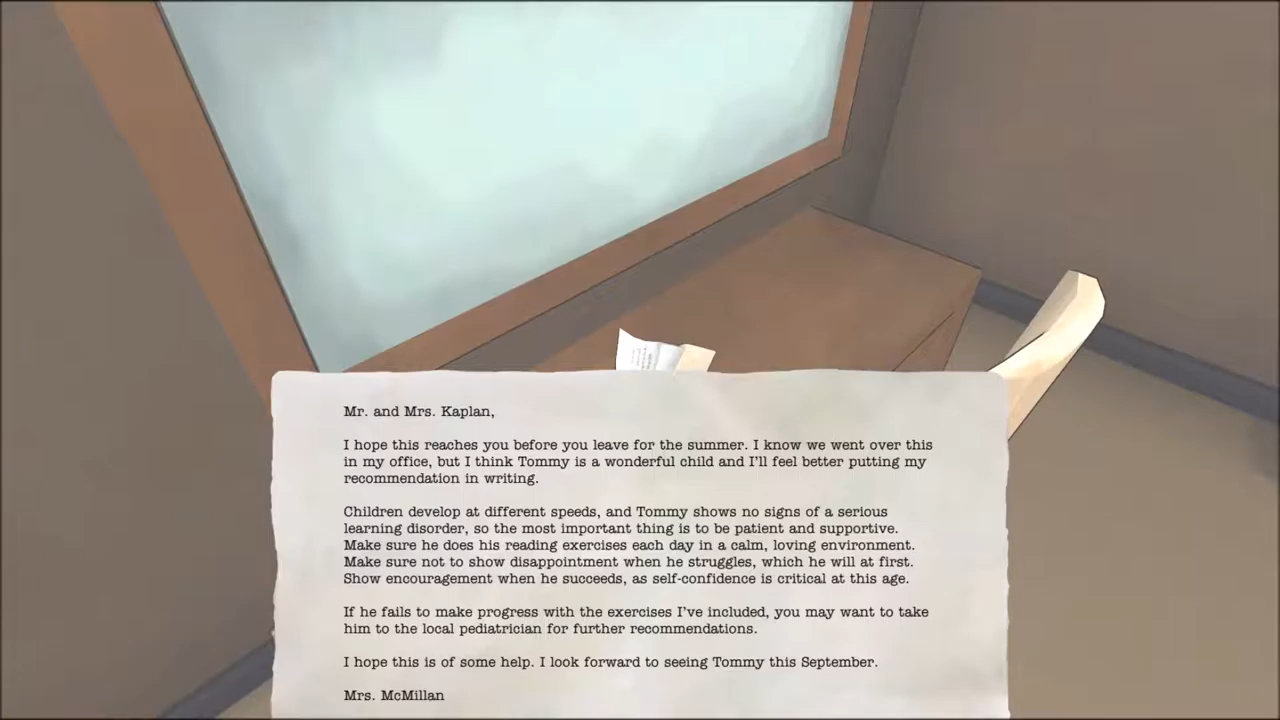 Mr. and Mrs. Kaplan,
I hope this reaches you before you leave for the summer. I know we went over this
in my office, but I think Tommy is a wonderful child and I'll feel better putting my
recommendation in writing.
Children develop at different speeds, and Tommy shows no signs of a serious
learning disorder, so the most important thing is to be patient and supportive.
Make sure he does his reading exercises each day in a calm, loving environment.
Make sure not to show disappointment when he struggles, which he will at first.
Show encouragement when he succeeds, as self-confidence is critical at this age.
If he fails to make progress with the exercises I've included, you may want to take
him to the local pediatrician for further recommendations.
I hope this is of some help. I look forward to seeing Tommy this September.
Mrs. McMillan